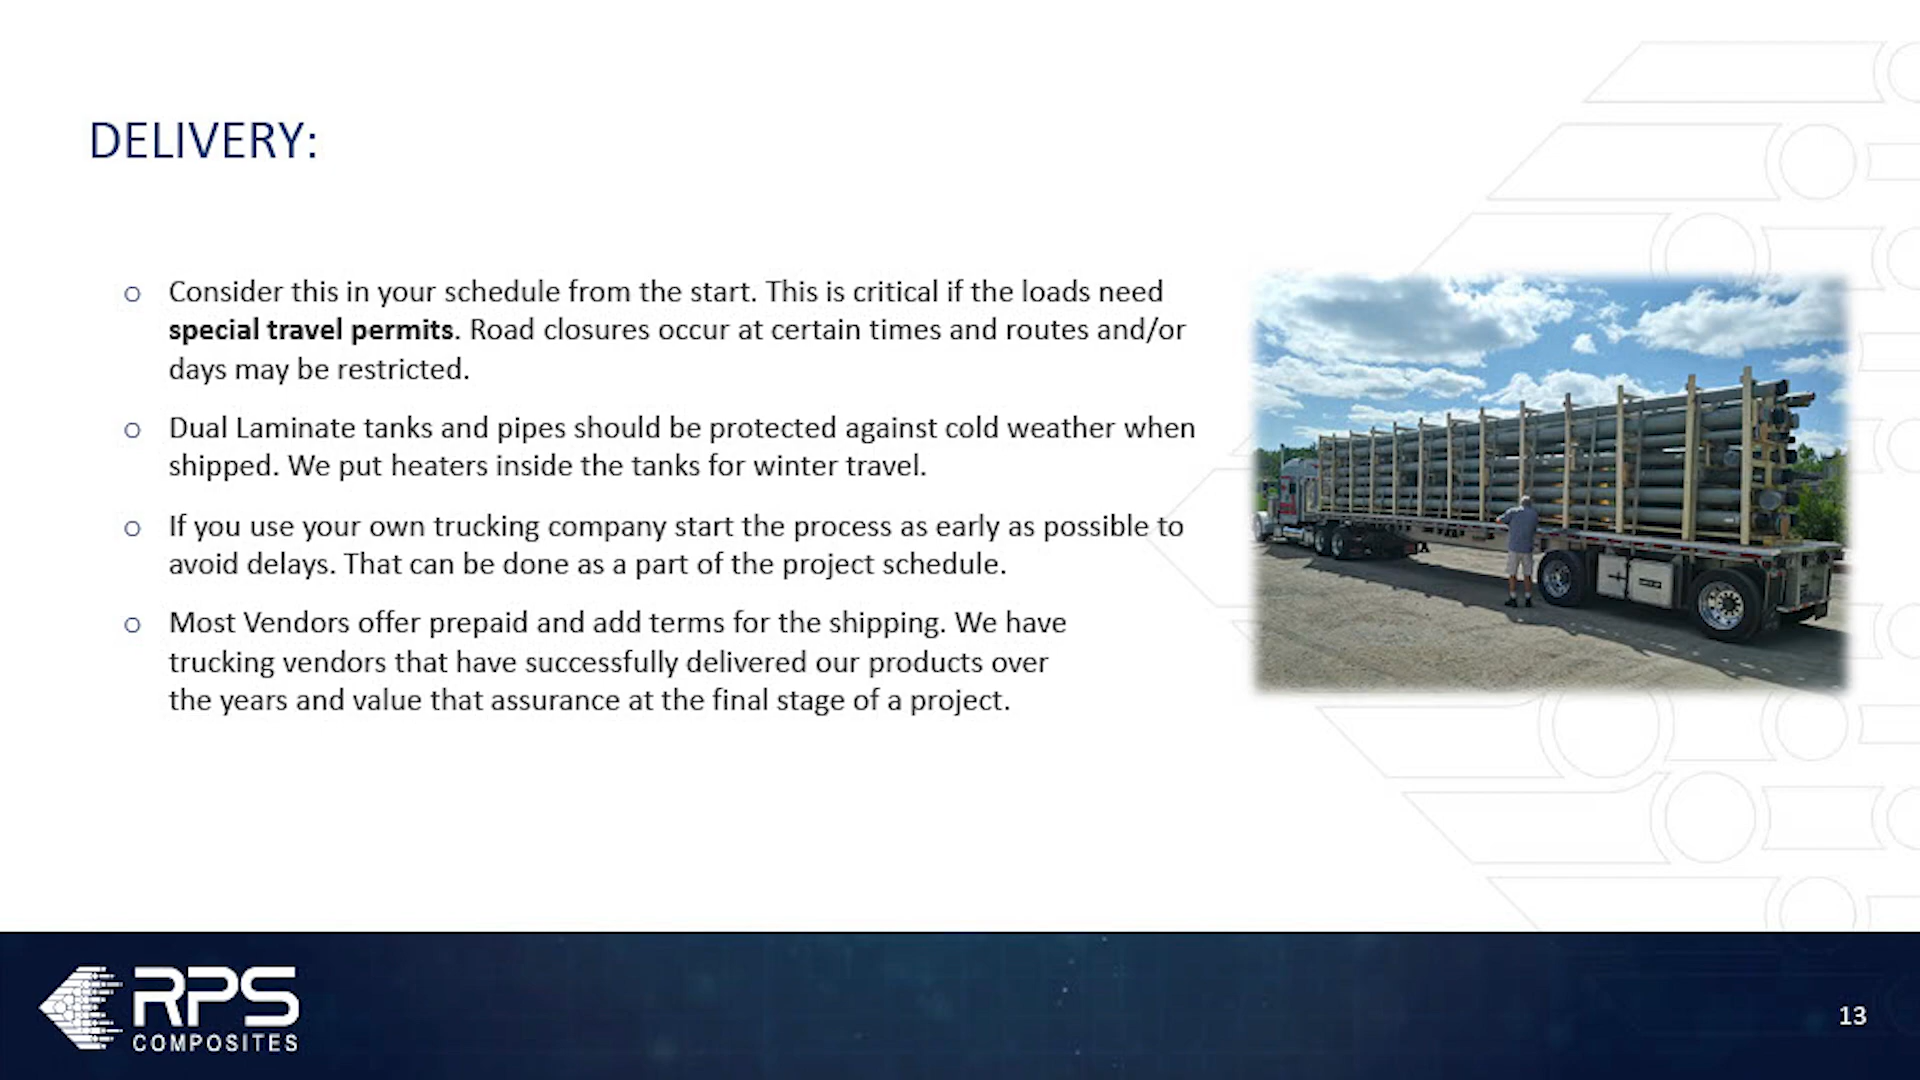 DELIVERY:
o Consider this in your schedule from the start. This is critical if the loads need
special travel permits. Road closures occur at certain times and routes and/or
days may be restricted.
o Dual Laminate tanks and pipes should be protected against cold weather when
shipped. We put heaters inside the tanks for winter travel.
o If you use your own trucking company start the process as early as possible to
avoid delays. That can be done as a part of the project schedule.
o Most Vendors offer prepaid and add terms for the shipping. We have
trucking vendors that have successfully delivered our products over
the years and value that assurance at the final stage of a project.
RPS
COMPOSITES
13